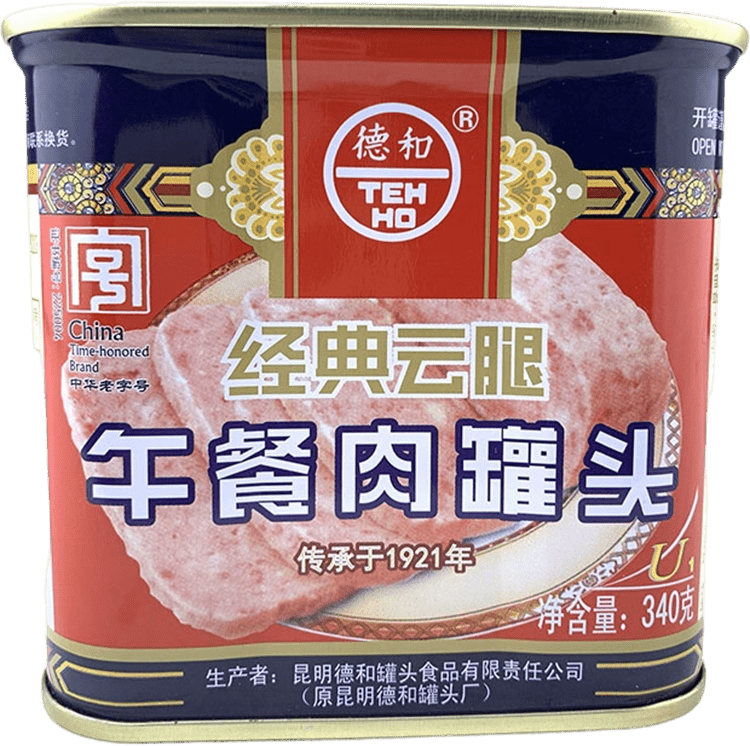 德和
®
TEH
HO
系换货。
开罐
OPEN
China
Time-honored
Brand
中华老字号
经典云腿
午餐肉罐头
传承于1921年
U1
净含量：340克
生产者：昆明德和罐头食品有限责任公司
（原昆明德和罐头厂）